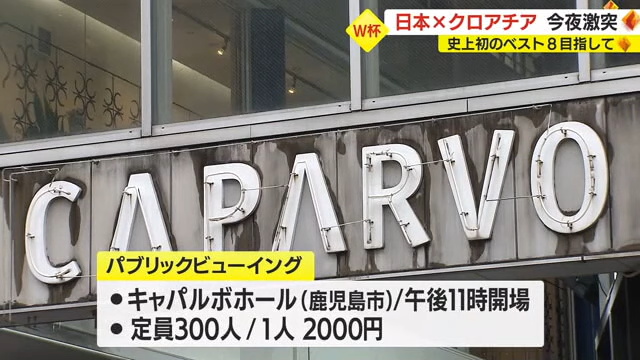 W杯
日本×クロアチア 今夜激突
史上初のベスト8目指して
CAPARVO
パブリックビューイング
●キャパルボホール(鹿児島市)/午後11時開場
●定員300人/1人 2000円